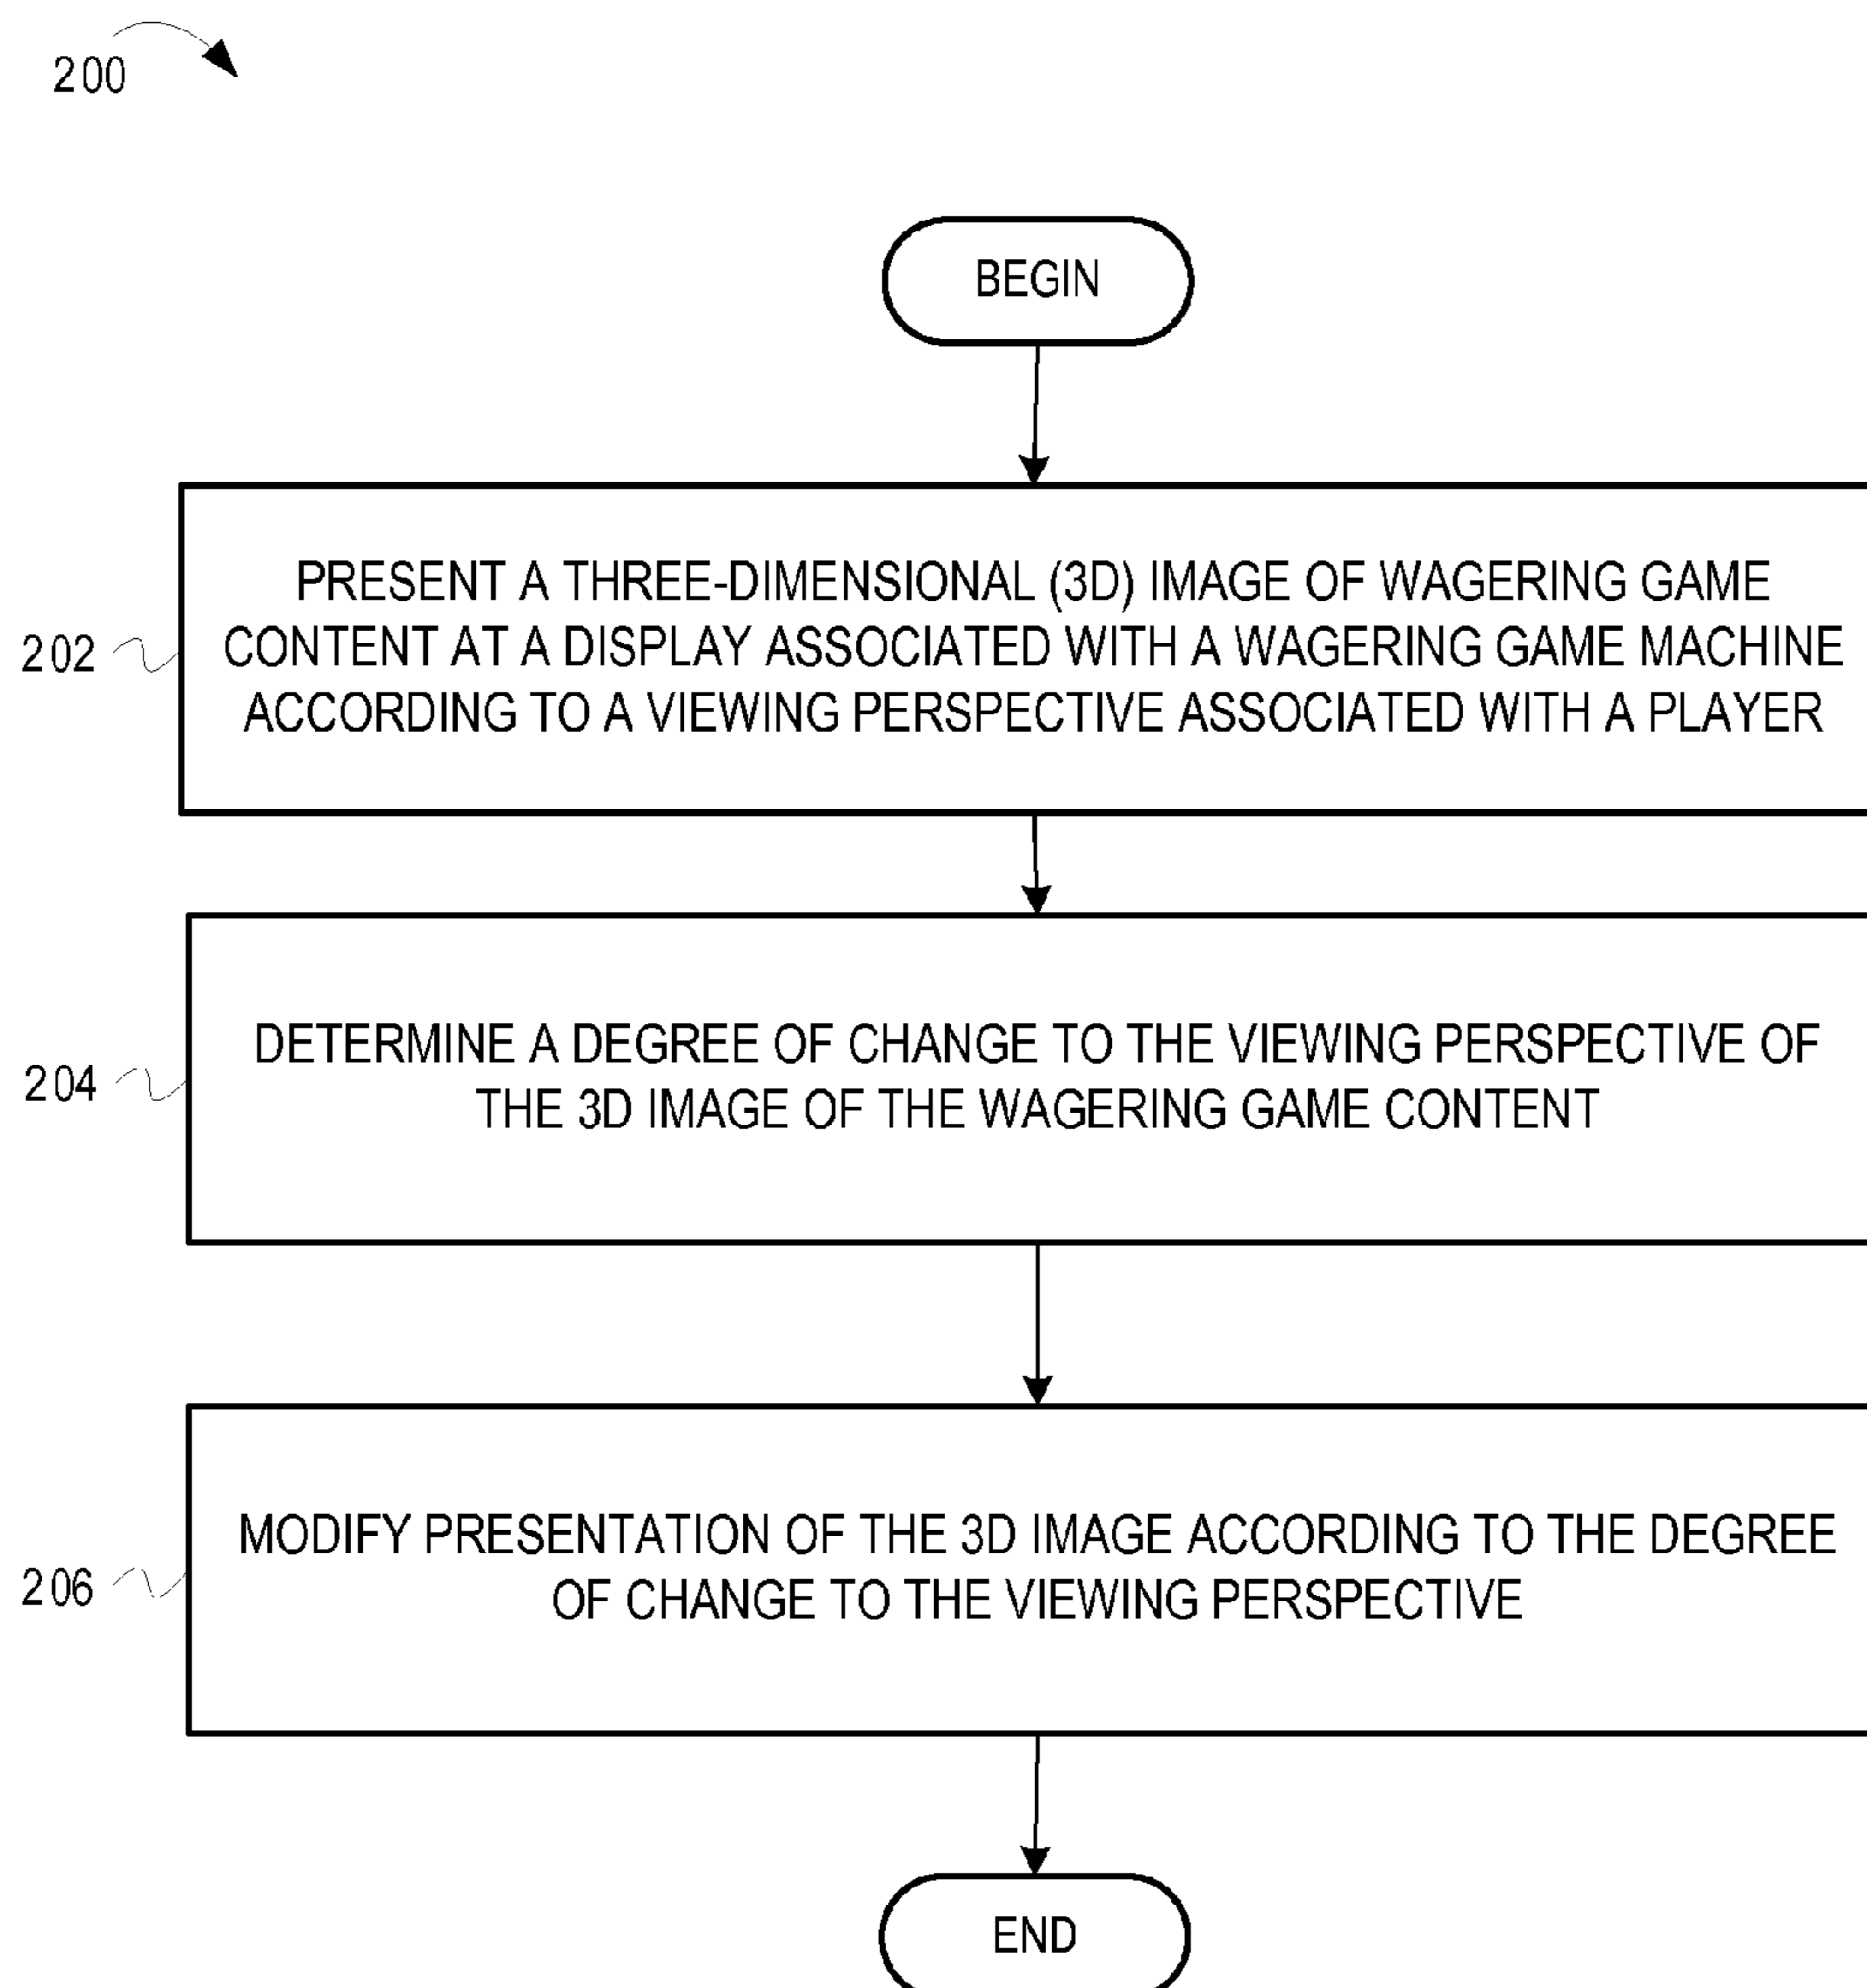 200
BEGIN
202
PRESENT A THREE-DIMENSIONAL (3D) IMAGE OF WAGERING GAME
CONTENT AT A DISPLAY ASSOCIATED WITH A WAGERING GAME MACHINE
ACCORDING TO A VIEWING PERSPECTIVE ASSOCIATED WITH A PLAYER
204
DETERMINE A DEGREE OF CHANGE TO THE VIEWING PERSPECTIVE OF
THE 3D IMAGE OF THE WAGERING GAME CONTENT
206
MODIFY PRESENTATION OF THE 3D IMAGE ACCORDING TO THE DEGREE
OF CHANGE TO THE VIEWING PERSPECTIVE
END